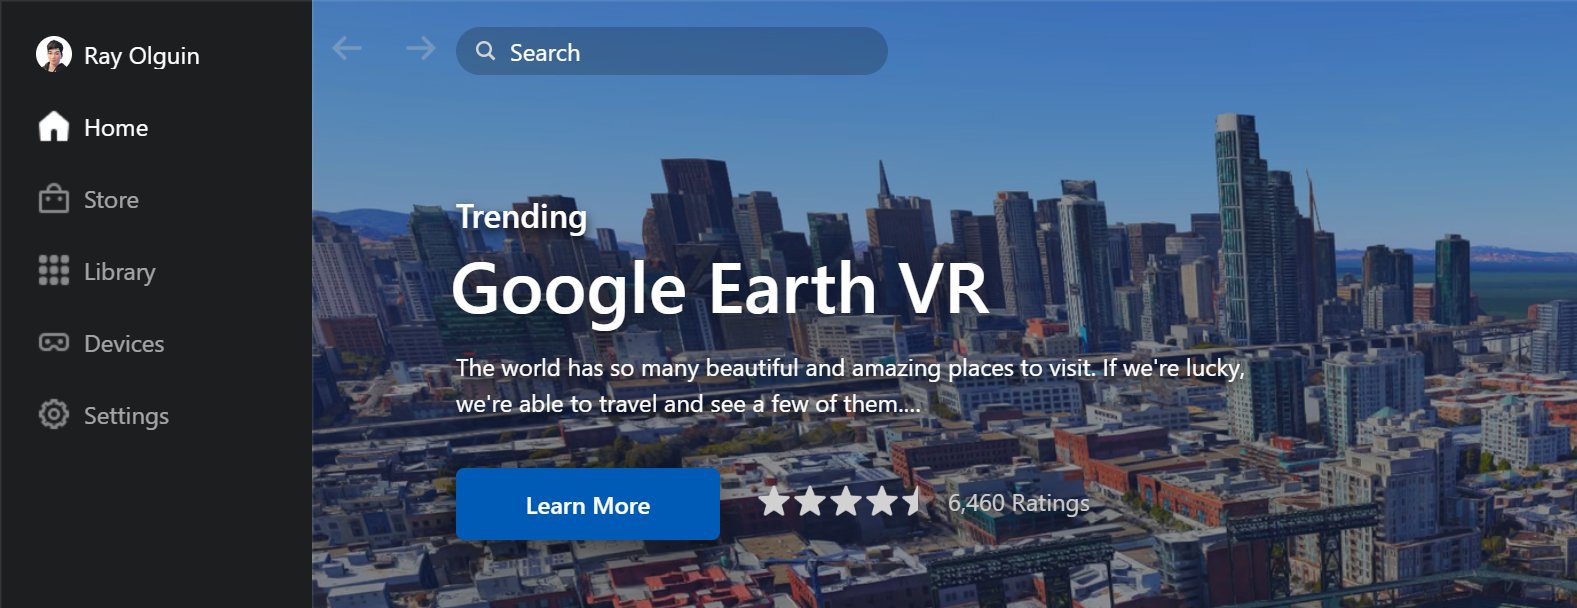 Ray Olguin
Home
Store
Library
Devices
Settings
Search
Trending
Google Earth VR
The world has so many beautiful and amazing places to visit. If we're lucky,
we're able to travel and see a few of them....
Learn More
6,460 Ratings